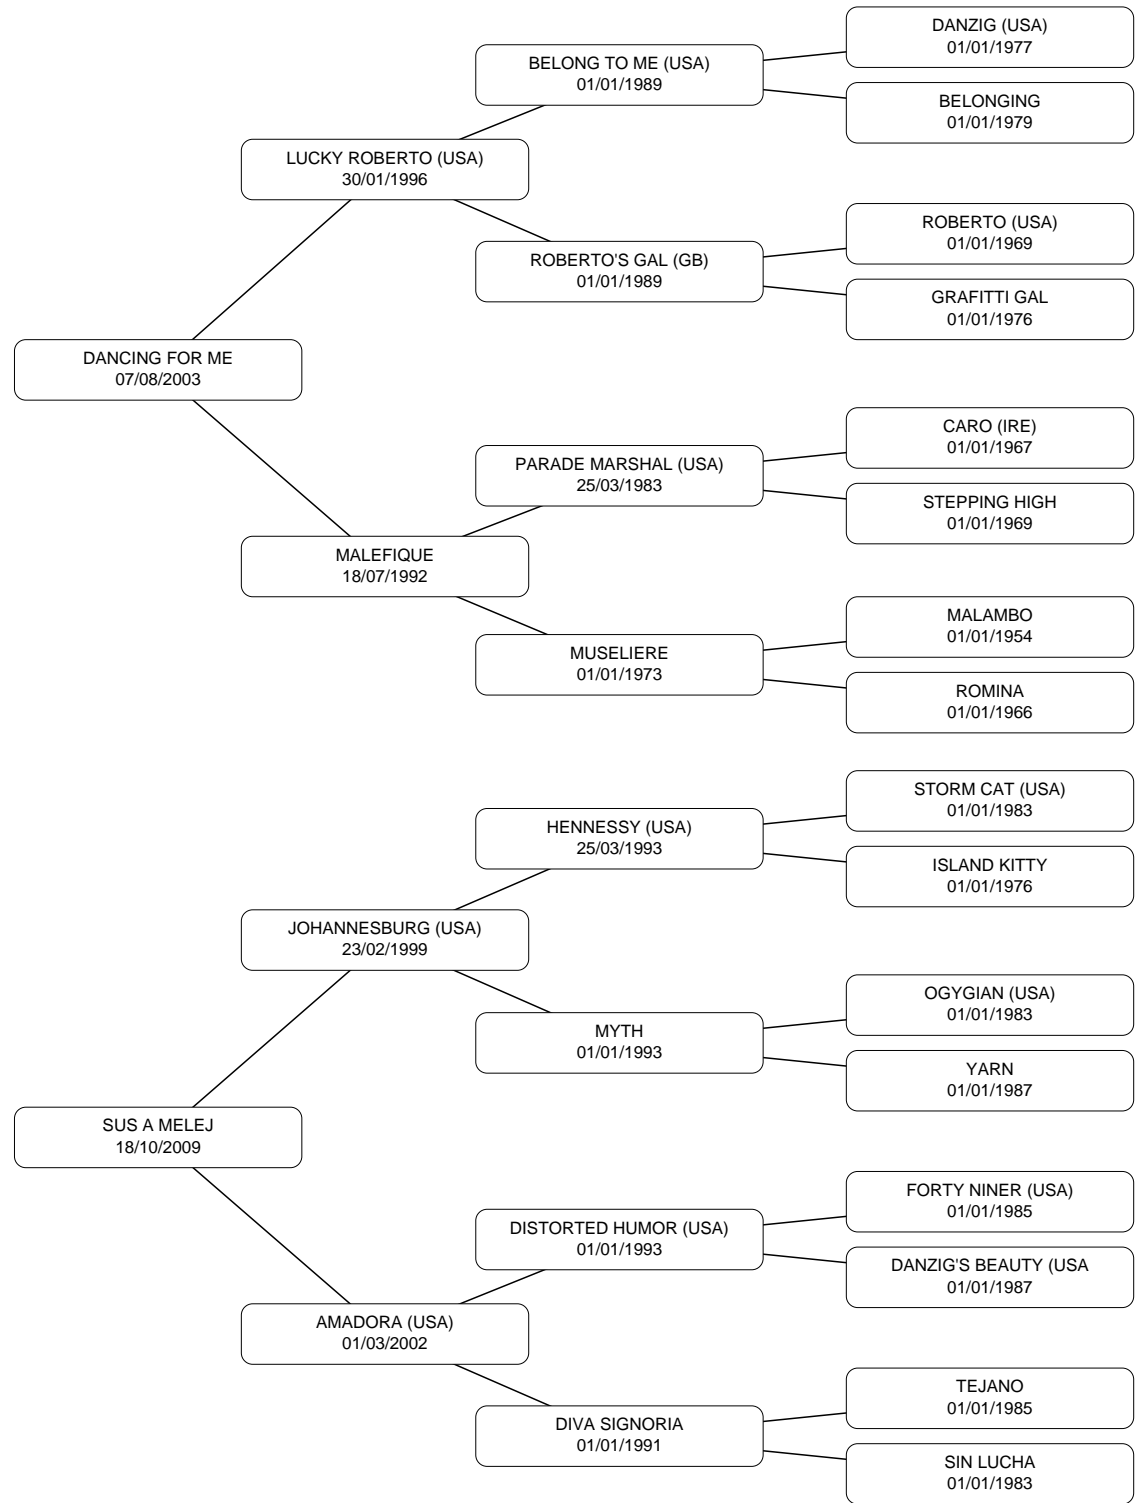 DANZIG (USA)
01/01/1977
BELONG TO ME (USA)
01/01/1989
BELONGING
01/01/1979
LUCKY ROBERTO (USA)
30/01/1996
ROBERTO (USA)
01/01/1969
ROBERTO'S GAL (GB)
01/01/1989
GRAFITTI GAL
01/01/1976
DANCING FOR ME
07/08/2003
CARO (IRE)
01/01/1967
PARADE MARSHAL (USA)
25/03/1983
STEPPING HIGH
01/01/1969
MALEFIQUE
18/07/1992
MALAMBO
01/01/1954
MUSELIERE
01/01/1973
ROMINA
01/01/1966
STORM CAT (USA)
01/01/1983
HENNESSY (USA)
25/03/1993
ISLAND KITTY
01/01/1976
JOHANNESBURG (USA)
23/02/1999
OGYGIAN (USA)
01/01/1983
MYTH
01/01/1993
YARN
01/01/1987
SUS A MELEJ
18/10/2009
FORTY NINER (USA)
01/01/1985
DISTORTED HUMOR (USA)
01/01/1993
DANZIG'S BEAUTY (USA
01/01/1987
AMADORA (USA)
01/03/2002
TEJANO
01/01/1985
DIVA SIGNORIA
01/01/1991
SIN LUCHA
01/01/1983